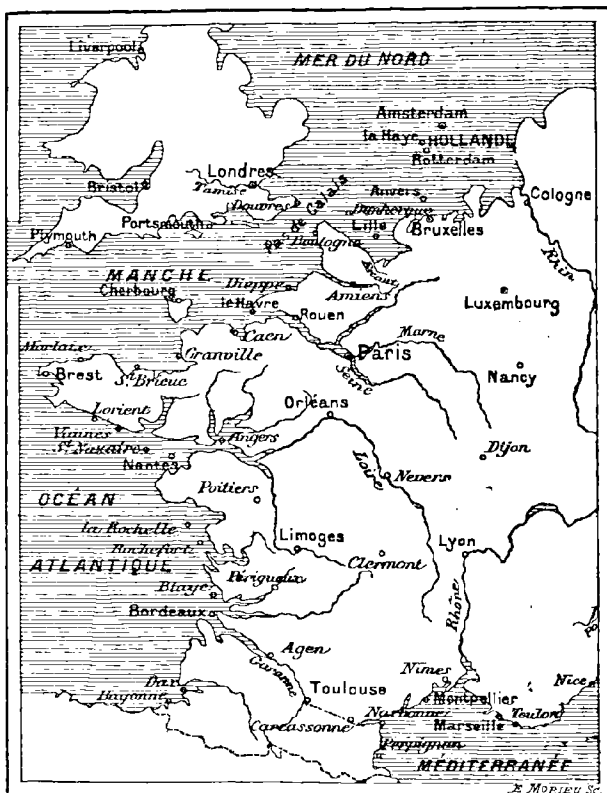 Liverpool
MER DU NORD
Amsterdam
la Haye
HOLLANDE
Rotterdam
Londres
Bristol
Tamise
Douvres
Pas de Calais
Anvers
Dunkerque
Cologne
Plymouth
Portsmouth
Boulogne
Lille
Bruxelles
Rhin
MANCHE
Dieppe
Cherbourg
le Havre
Amiens
Luxembourg
Rouen
Caen
Marne
Morlaix
Granville
Paris
Brest
St Brieuc
Seine
Nancy
Lorient
Orléans
Vannes
Angers
St Nazaire
Nantes
Loire
Dijon
Nevers
OCÉAN
Poitiers
la Rochelle
Rochefort
Limoges
Clermont
Lyon
ATLANTIQUE
Périgueux
Blaye
Bordeaux
Rhône
Agen
Garonne
Nîmes
Nice
Dax
Bayonne
Toulouse
Montpellier
Carcassonne
Narbonne
Marseille
Toulon
Perpignan
MÉDITERRANÉE
E. MORIEU Sc.